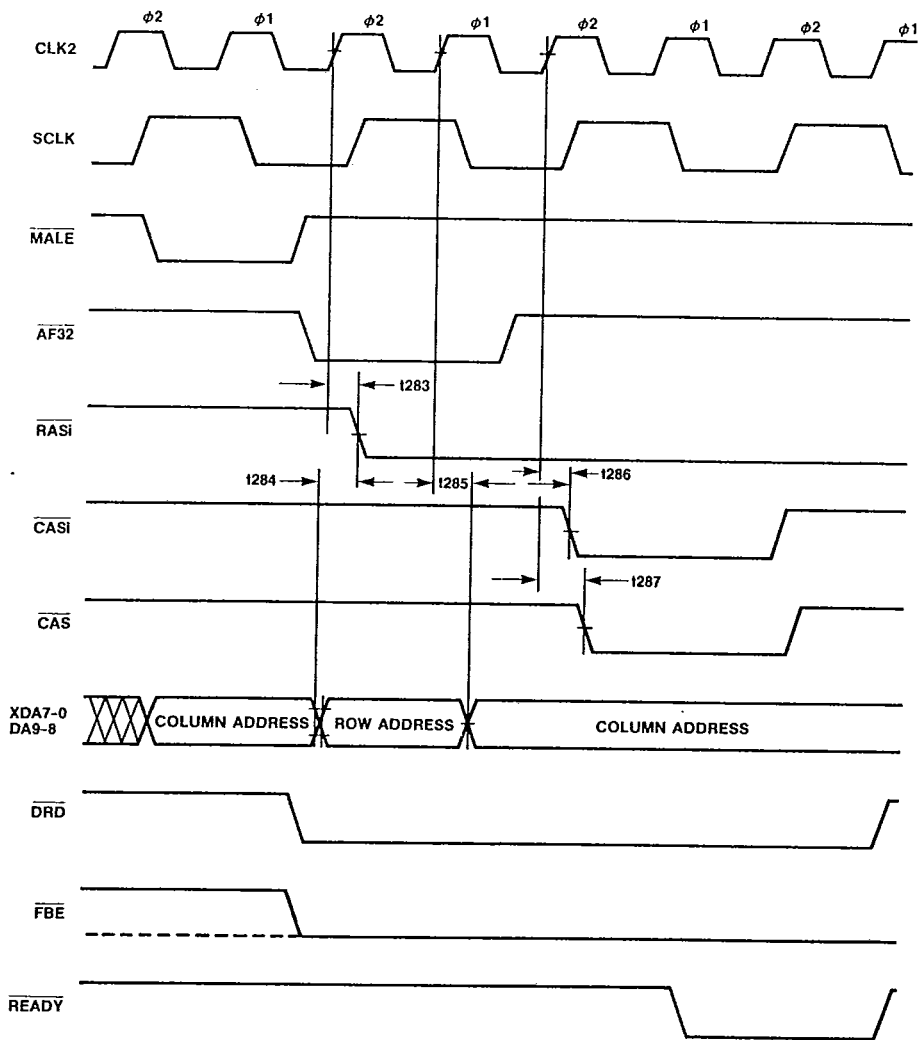 ϕ2 ϕ1 ϕ2 ϕ1 ϕ2 ϕ1 ϕ2 ϕ1
CLK2
SCLK
MALE
AF32
t283
RASi
t284 t285 t286
CASi
t287
CAS
XDA7-0
DA9-8
COLUMN ADDRESS ROW ADDRESS COLUMN ADDRESS
DRD
FBE
READY